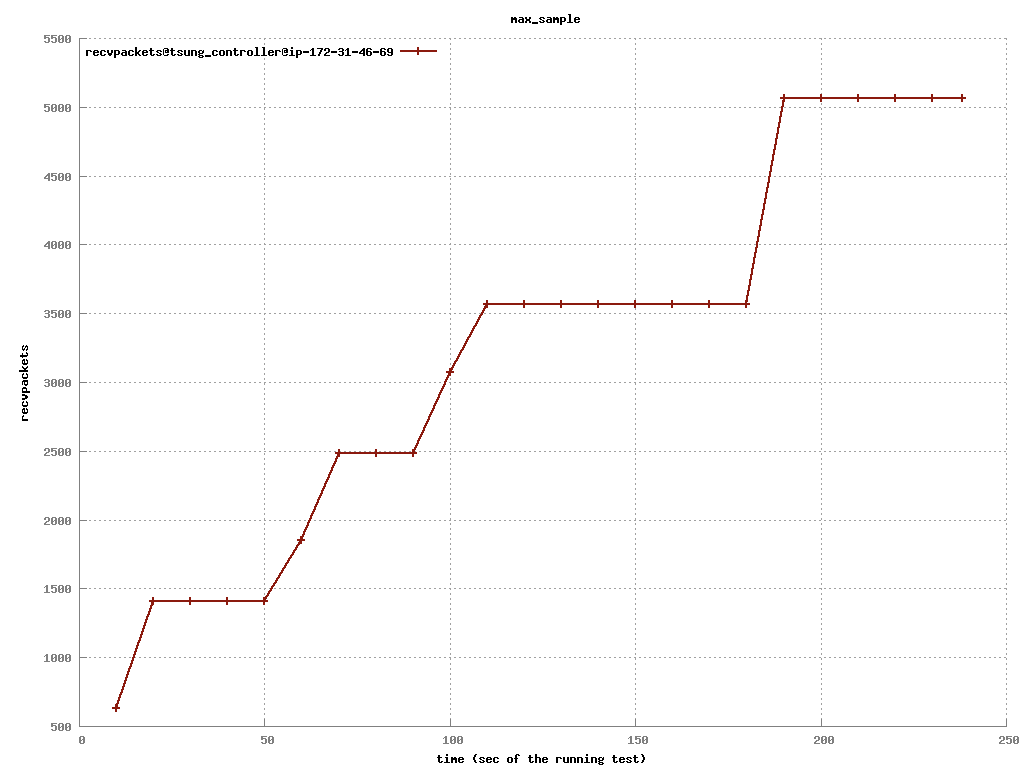 max_sample
5500
recvpackets@tsung_controller@ip-172-31-46-69
5000
4500
4000
3500
3000
recvpackets
2500
2000
1500
1000
500
0 50 100 150 200 250
time (sec of the running test)